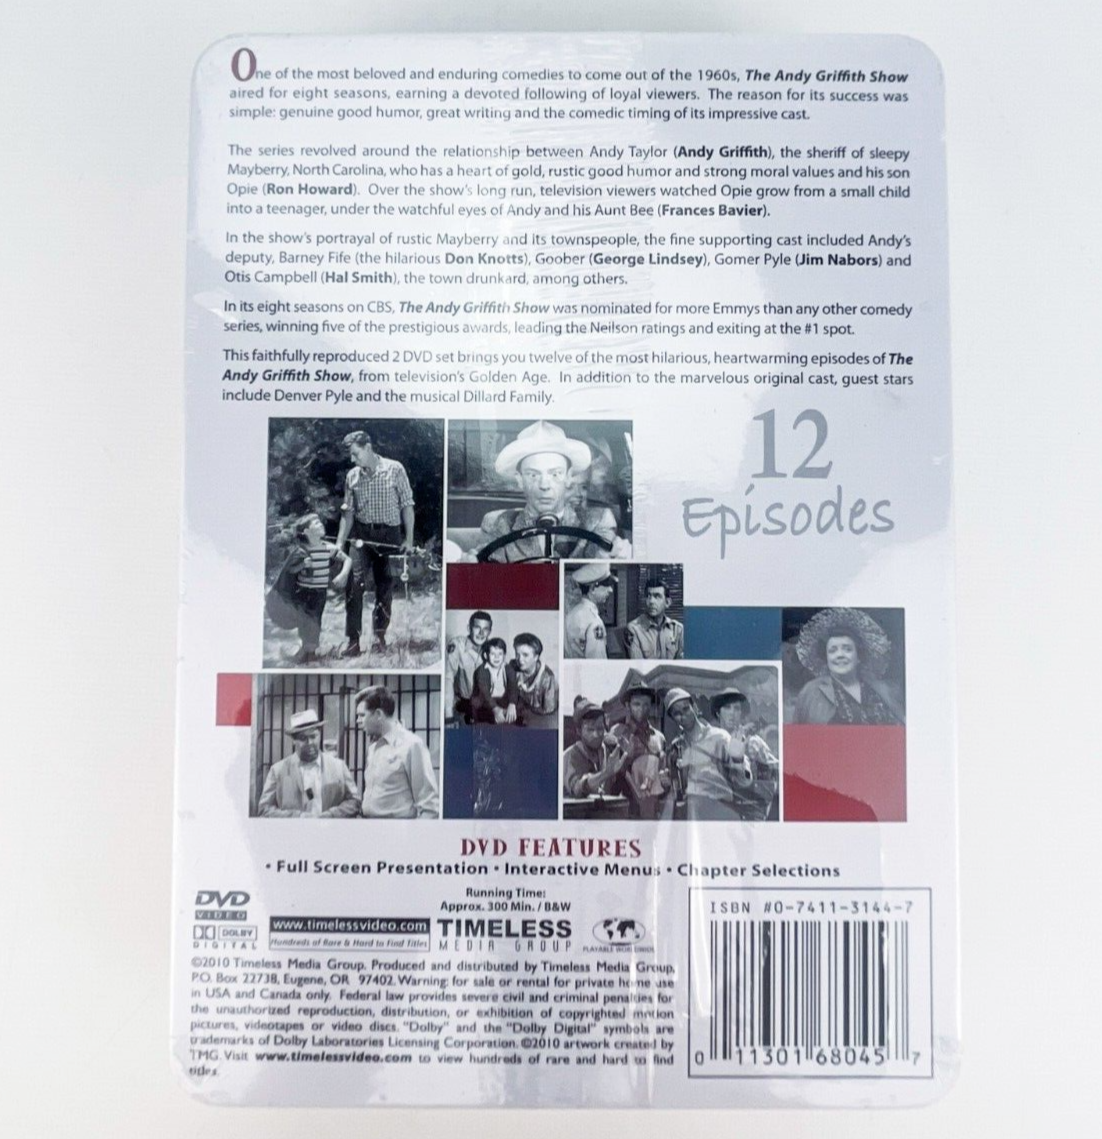 One of the most beloved and enduring comedies to come out of the 1960s, The Andy Griffith Show
aired for eight seasons, earning a devoted following of loyal viewers. The reason for its success was
simple: genuine good humor, great writing and the comedic timing of its impressive cast.
The series revolved around the relationship between Andy Taylor (Andy Griffith), the sheriff of sleepy
Mayberry, North Carolina, who has a heart of gold, rustic good humor and strong moral values and his son
Opie (Ron Howard). Over the show's long run, television viewers watched Opie grow from a small child
into a teenager, under the watchful eyes of Andy and his Aunt Bee (Frances Bavier).
In the show's portrayal of rustic Mayberry and its townspeople, the fine supporting cast included Andy's
deputy, Barney Fife (the hilarious Don Knotts), Goober (George Lindsey), Gomer Pyle (Jim Nabors) and
Otis Campbell (Hal Smith), the town drunkard, among others.
In its eight seasons on CBS, The Andy Griffith Show was nominated for more Emmys than any other comedy
series, winning five of the prestigious awards, leading the Neilson ratings and exiting at the #1 spot.
This faithfully reproduced 2 DVD set brings you twelve of the most hilarious, heartwarming episodes of The
Andy Griffith Show, from television's Golden Age. In addition to the marvelous original cast, guest stars
include Denver Pyle and the musical Dillard Family.
12
Episodes
DVD FEATURES
• Full Screen Presentation • Interactive Menus • Chapter Selections
Running Time:
Approx. 300 Min. / B&W
DVD
VIDEO
DOLBY
DIGITAL
www.timelessvideo.com
Hundreds of Rare & Hard to Find Titles
TIMELESS
MEDIA GROUP
PLAYABLE WORLDWIDE
ISBN #0-7411-3144-7
©2010 Timeless Media Group. Produced and distributed by Timeless Media Group,
P.O. Box 22738, Eugene, OR 97402. Warning: for sale or rental for private home use
in USA and Canada only. Federal law provides severe civil and criminal penalties for
the unauthorized reproduction, distribution, or exhibition of copyrighted motion
pictures, videotapes or video discs. "Dolby" and the "Dolby Digital" symbols are
trademarks of Dolby Laboratories Licensing Corporation. ©2010 artwork created by
TMG. Visit www.timelessvideo.com to view hundreds of rare and hard to find
titles.
0 11301 68045 7